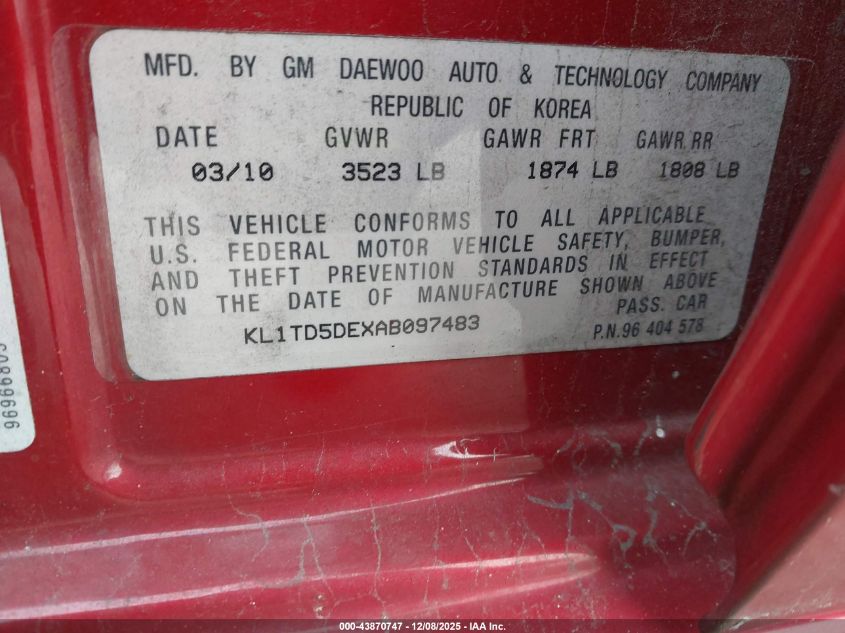 MFD. BY GM DAEWOO AUTO & TECHNOLOGY COMPANY
REPUBLIC OF KOREA
DATE GVWR GAWR FRT GAWR RR
03/10 3523 LB 1874 LB 1808 LB
THIS VEHICLE CONFORMS TO ALL APPLICABLE
U.S. FEDERAL MOTOR VEHICLE SAFETY, BUMPER,
AND THEFT PREVENTION STANDARDS IN EFFECT
ON THE DATE OF MANUFACTURE SHOWN ABOVE
PASS. CAR
KL1TD5DEXAB097483 P.N.96 404 578
000-43870747 - 12/08/2025 - IAA Inc.